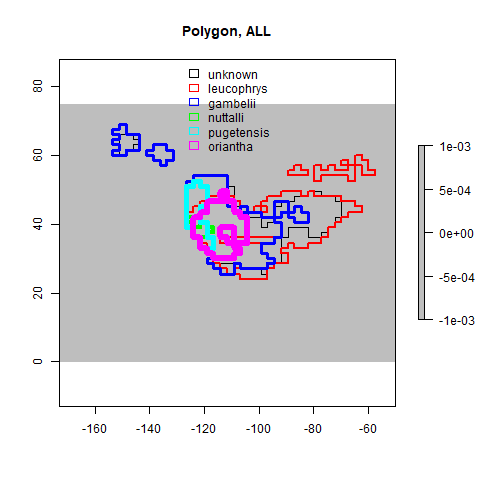 Polygon, ALL
unknown
leucophrys
gambelii
nuttalli
pugetensis
oriantha
80
60
40
20
0
-160 -140 -120 -100 -80 -60
1e-03
5e-04
0e+00
-5e-04
-1e-03